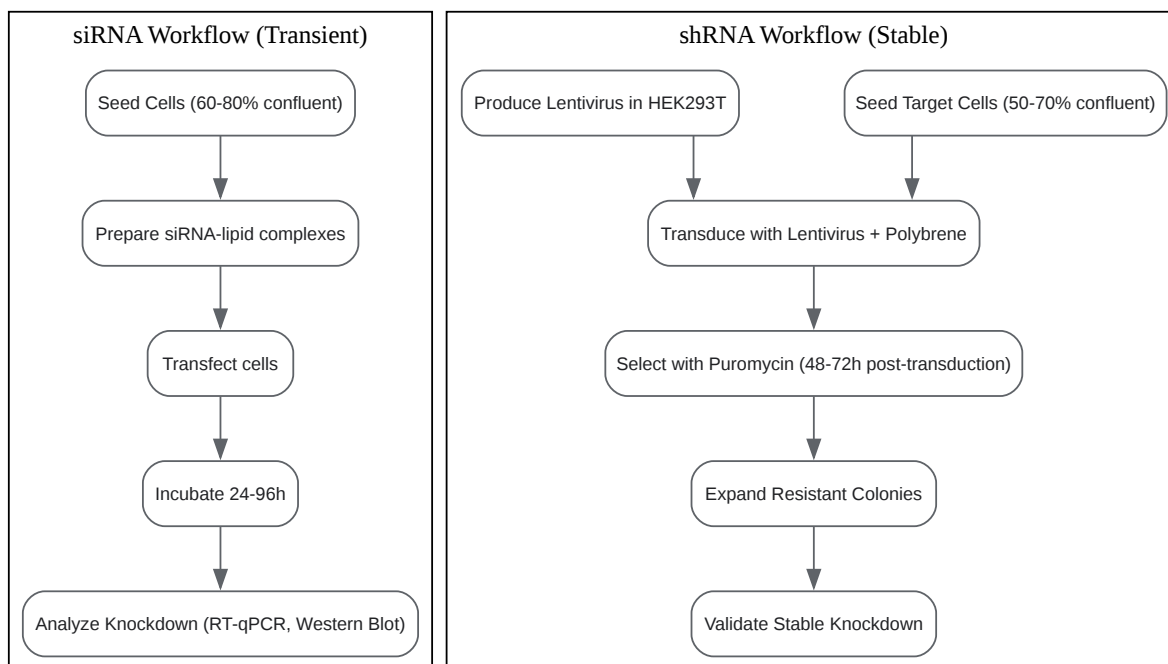 siRNA Workflow (Transient)
Seed Cells (60-80% confluent)
Prepare siRNA-lipid complexes
Transfect cells
Incubate 24-96h
Analyze Knockdown (RT-qPCR, Western Blot)
shRNA Workflow (Stable)
Produce Lentivirus in HEK293T
Seed Target Cells (50-70% confluent)
Transduce with Lentivirus + Polybrene
Select with Puromycin (48-72h post-transduction)
Expand Resistant Colonies
Validate Stable Knockdown